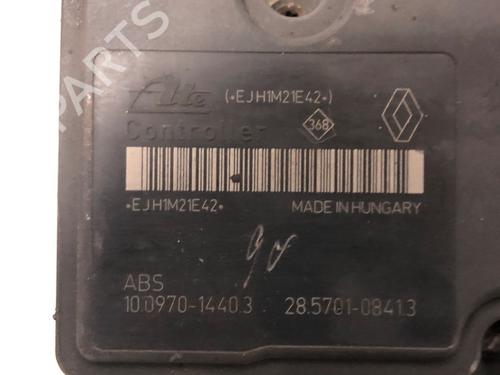 PARTS
Ate (*EJH1M21E42*)
Controller 368
*EJH1M21E42* MADE IN HUNGARY
ABS
10.0970-1440.3 28.5701-0841.3